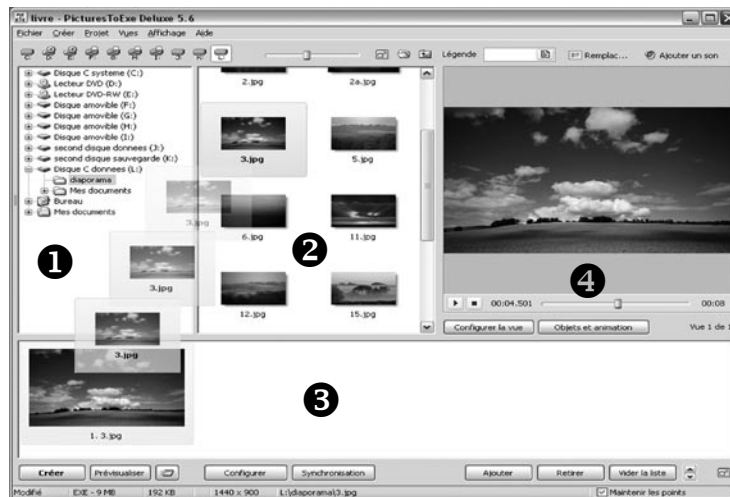 livre - PicturesToExe Deluxe 5.6
Fichier Créer Projet Vues Affichage Aide
Légende Remplac... Ajouter un son
Disque C systeme (C:)
Lecteur DVD (D:)
Lecteur DVD-RW (E:)
Disque amovible (F:)
Disque amovible (G:)
Disque amovible (H:)
Disque amovible (I:)
second disque donnees (J:)
second disque sauvegarde (K:)
Disque C donnees (L:)
diaporama
Mes documents
Bureau
Mes documents
2.jpg 2a.jpg
3.jpg 5.jpg
6.jpg 11.jpg
12.jpg 15.jpg
3.jpg
3.jpg
3.jpg
1
2
4
00:04.501 00:08
Configurer la vue Objets et animation Vue 1 de 1
3
1. 3.jpg
Créer Prévisualiser Configurer Synchronisation Ajouter Retirer Vider la liste
Modifié EXE - 9 MB 192 KB 1440 x 900 L:\diaporama\3.jpg Maintenir les points